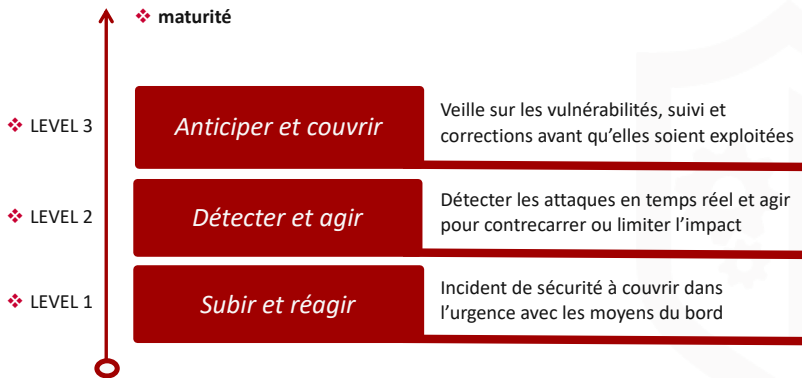 ❖ maturité
❖ LEVEL 3
Anticiper et couvrir
Veille sur les vulnérabilités, suivi et
corrections avant qu’elles soient exploitées
❖ LEVEL 2
Détecter et agir
Détecter les attaques en temps réel et agir
pour contrecarrer ou limiter l’impact
❖ LEVEL 1
Subir et réagir
Incident de sécurité à couvrir dans
l’urgence avec les moyens du bord